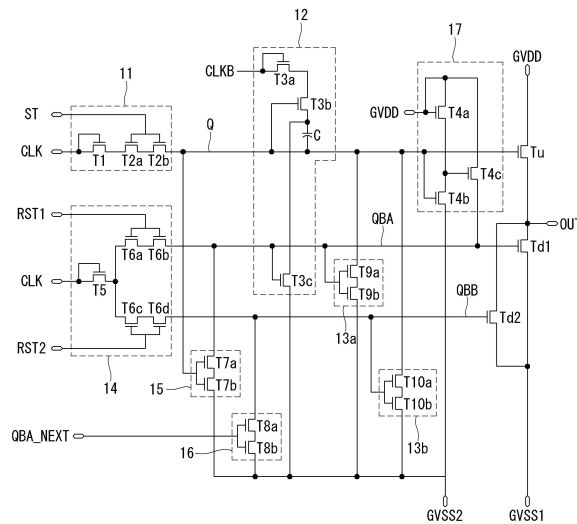 12
17
GVDD
CLKB
T3a
11
T3b
GVDD
T4a
ST
C
Q
CLK
T1
T2a
T2b
Tu
T4c
T4b
RST1
QBA
OUT
T6a
T6b
Td1
T9a
CLK
T5
T3c
T9b
QBB
T6c
T6d
13a
Td2
RST2
14
T7a
15
T7b
T10a
T10b
QBA_NEXT
T8a
T8b
16
13b
GVSS2
GVSS1